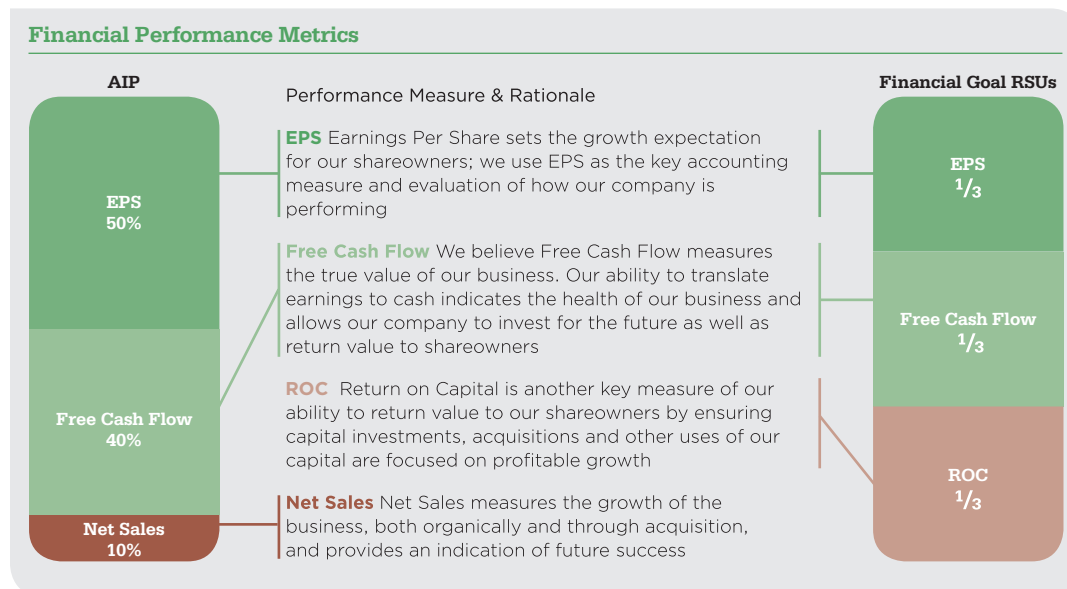 Financial Performance Metrics
AIP
EPS
50%
Free Cash Flow
40%
Net Sales
10%
Performance Measure & Rationale
EPS Earnings Per Share sets the growth expectation
for our shareowners; we use EPS as the key accounting
measure and evaluation of how our company is
performing
Free Cash Flow We believe Free Cash Flow measures
the true value of our business. Our ability to translate
earnings to cash indicates the health of our business and
allows our company to invest for the future as well as
return value to shareowners
ROC Return on Capital is another key measure of our
ability to return value to our shareowners by ensuring
capital investments, acquisitions and other uses of our
capital are focused on profitable growth
Net Sales Net Sales measures the growth of the
business, both organically and through acquisition,
and provides an indication of future success
Financial Goal RSUs
EPS
1/3
Free Cash Flow
1/3
ROC
1/3